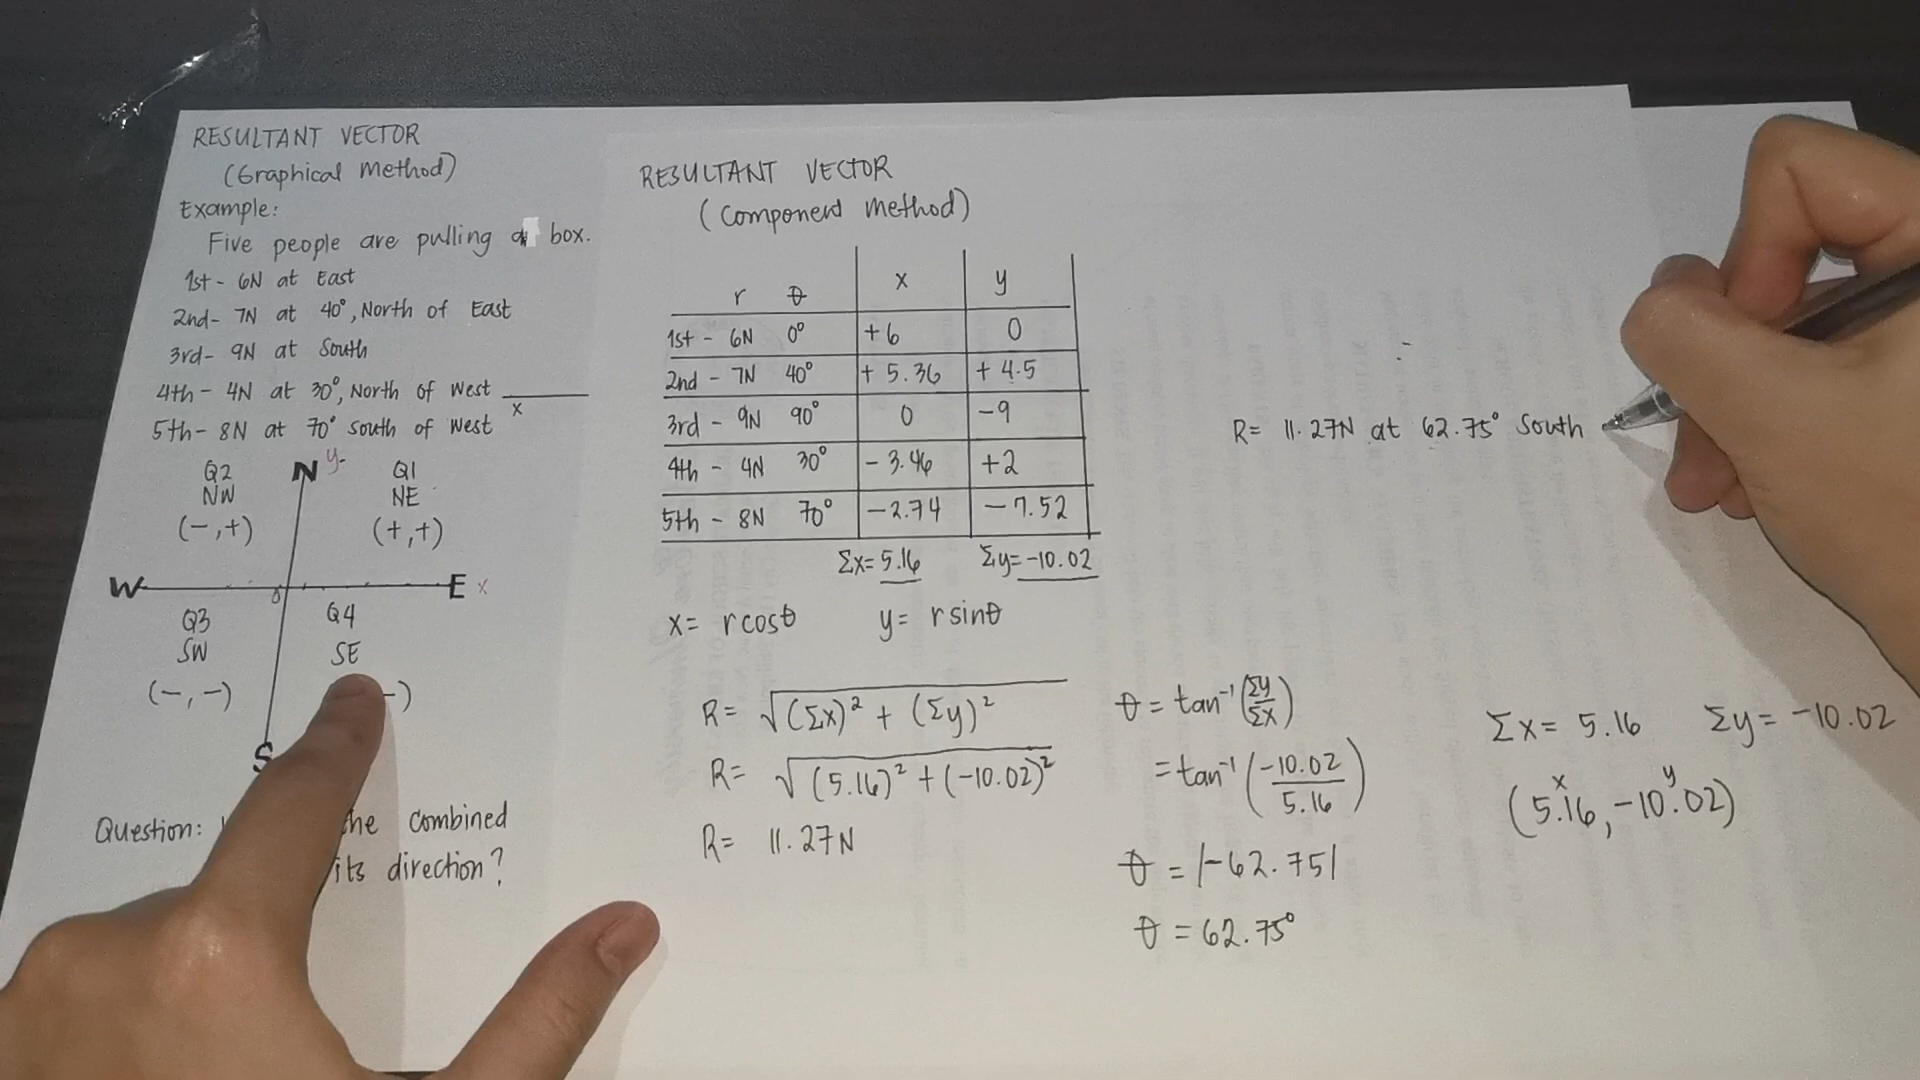 RESULTANT VECTOR
(Graphical Method)
Example:
Five people are pulling a box.
1st - 6N at East
2nd- 7N at 40°, North of East
3rd- 9N at South
4th- 4N at 30°, North of West
x
5th- 8N at 70° South of West
N y
Q2 Q1
NW NE
(-,+) (+,+)
W E x
Q3 Q4
SW SE
(-,-) -)
S
Question: the combined
its direction?
RESULTANT VECTOR
(Component Method)
r θ x y
1st - 6N 0° +6 0
2nd - 7N 40° + 5.36 + 4.5
3rd - 9N 90° 0 -9
4th - 4N 30° - 3.46 +2
5th - 8N 70° -2.74 -7.52
Σx= 5.16 Σy= -10.02
x= rcosθ y= rsinθ
R= √(Σx)² + (Σy)²
R= √(5.16)² + (-10.02)²
R= 11.27N
θ = tan⁻¹(Σy/Σx)
= tan⁻¹(-10.02/5.16)
θ = |-62.75|
θ = 62.75°
R= 11.27N at 62.75° South
Σx= 5.16 Σy= -10.02
x y
(5.16, -10.02)